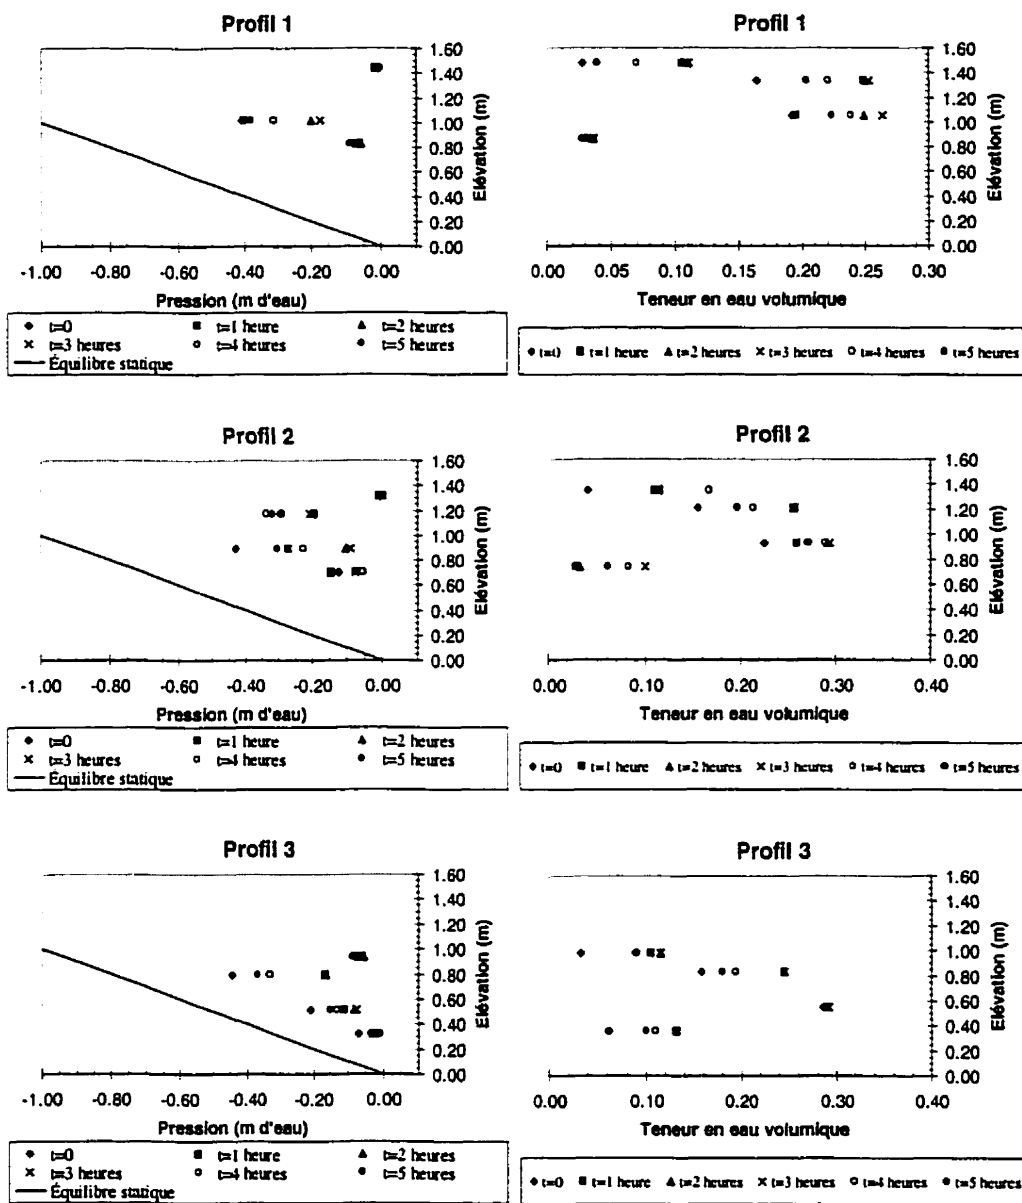 Profil 1
1.60
1.40
1.20
1.00
0.80
0.60
0.40
0.20
0.00
Elévation (m)
-1.00 -0.80 -0.60 -0.40 -0.20 0.00
Pression (m d'eau)
t=0 t=1 heure t=2 heures
t=3 heures t=4 heures t=5 heures
Équilibre statique
Profil 1
1.60
1.40
1.20
1.00
0.80
0.60
0.40
0.20
0.00
Elévation (m)
0.00 0.05 0.10 0.15 0.20 0.25 0.30
Teneur en eau volumique
t=0 t=1 heure t=2 heures t=3 heures t=4 heures t=5 heures
Profil 2
1.60
1.40
1.20
1.00
0.80
0.60
0.40
0.20
0.00
Elévation (m)
-1.00 -0.80 -0.60 -0.40 -0.20 0.00
Pression (m d'eau)
t=0 t=1 heure t=2 heures
t=3 heures t=4 heures t=5 heures
Équilibre statique
Profil 2
1.60
1.40
1.20
1.00
0.80
0.60
0.40
0.20
0.00
Elévation (m)
0.00 0.10 0.20 0.30 0.40
Teneur en eau volumique
t=0 t=1 heure t=2 heures t=3 heures t=4 heures t=5 heures
Profil 3
1.60
1.40
1.20
1.00
0.80
0.60
0.40
0.20
0.00
Elévation (m)
-1.00 -0.80 -0.60 -0.40 -0.20 0.00
Pression (m d'eau)
t=0 t=1 heure t=2 heures
t=3 heures t=4 heures t=5 heures
Équilibre statique
Profil 3
1.60
1.40
1.20
1.00
0.80
0.60
0.40
0.20
0.00
Elévation (m)
0.00 0.10 0.20 0.30 0.40
Teneur en eau volumique
t=0 t=1 heure t=2 heures t=3 heures t=4 heures t=5 heures